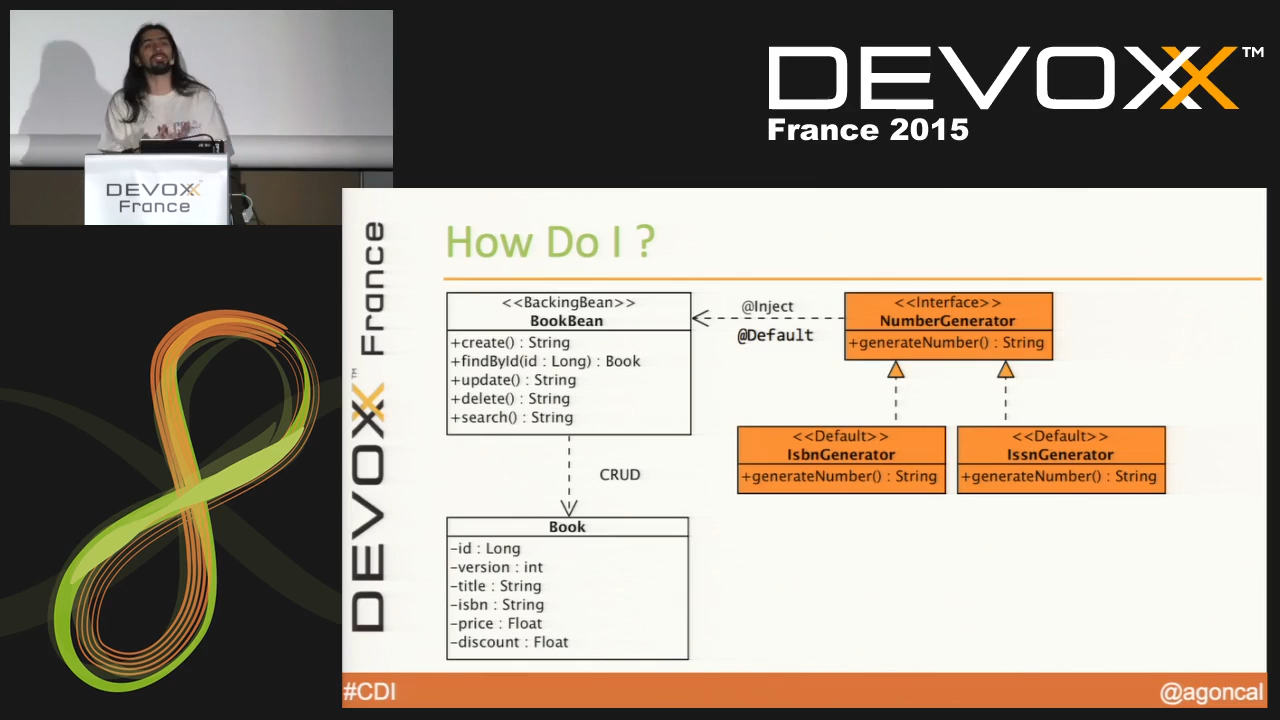 DEVOXX™
France 2015
DEVOXX
France
DEVOXX™ France
How Do I ?
<<BackingBean>>
BookBean
+create() : String
+findById(id : Long) : Book
+update() : String
+delete() : String
+search() : String
@Inject
@Default
<<Interface>>
NumberGenerator
+generateNumber() : String
<<Default>>
IsbnGenerator
+generateNumber() : String
<<Default>>
IssnGenerator
+generateNumber() : String
CRUD
Book
-id : Long
-version : int
-title : String
-isbn : String
-price : Float
-discount : Float
#CDI
@agoncal